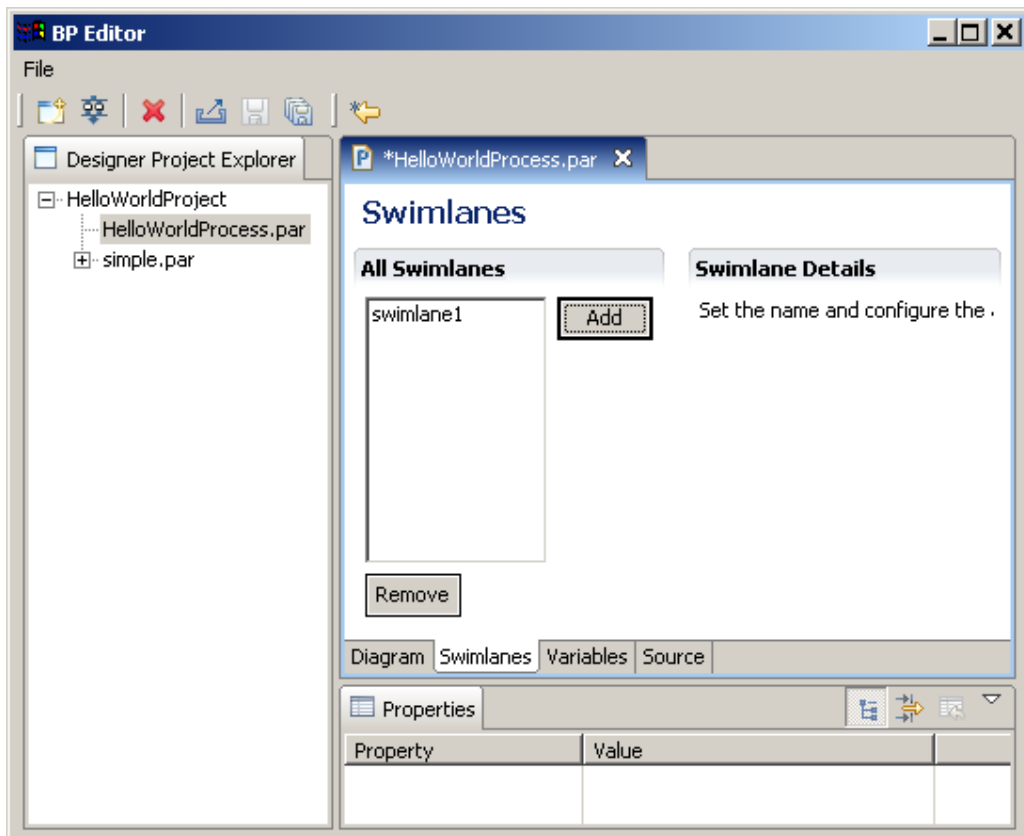 BP Editor
File
Designer Project Explorer
HelloWorldProject
HelloWorldProcess.par
simple.par
*HelloWorldProcess.par
Swimlanes
All Swimlanes
swimlane1
Add
Remove
Swimlane Details
Set the name and configure the
Diagram Swimlanes Variables Source
Properties
Property Value